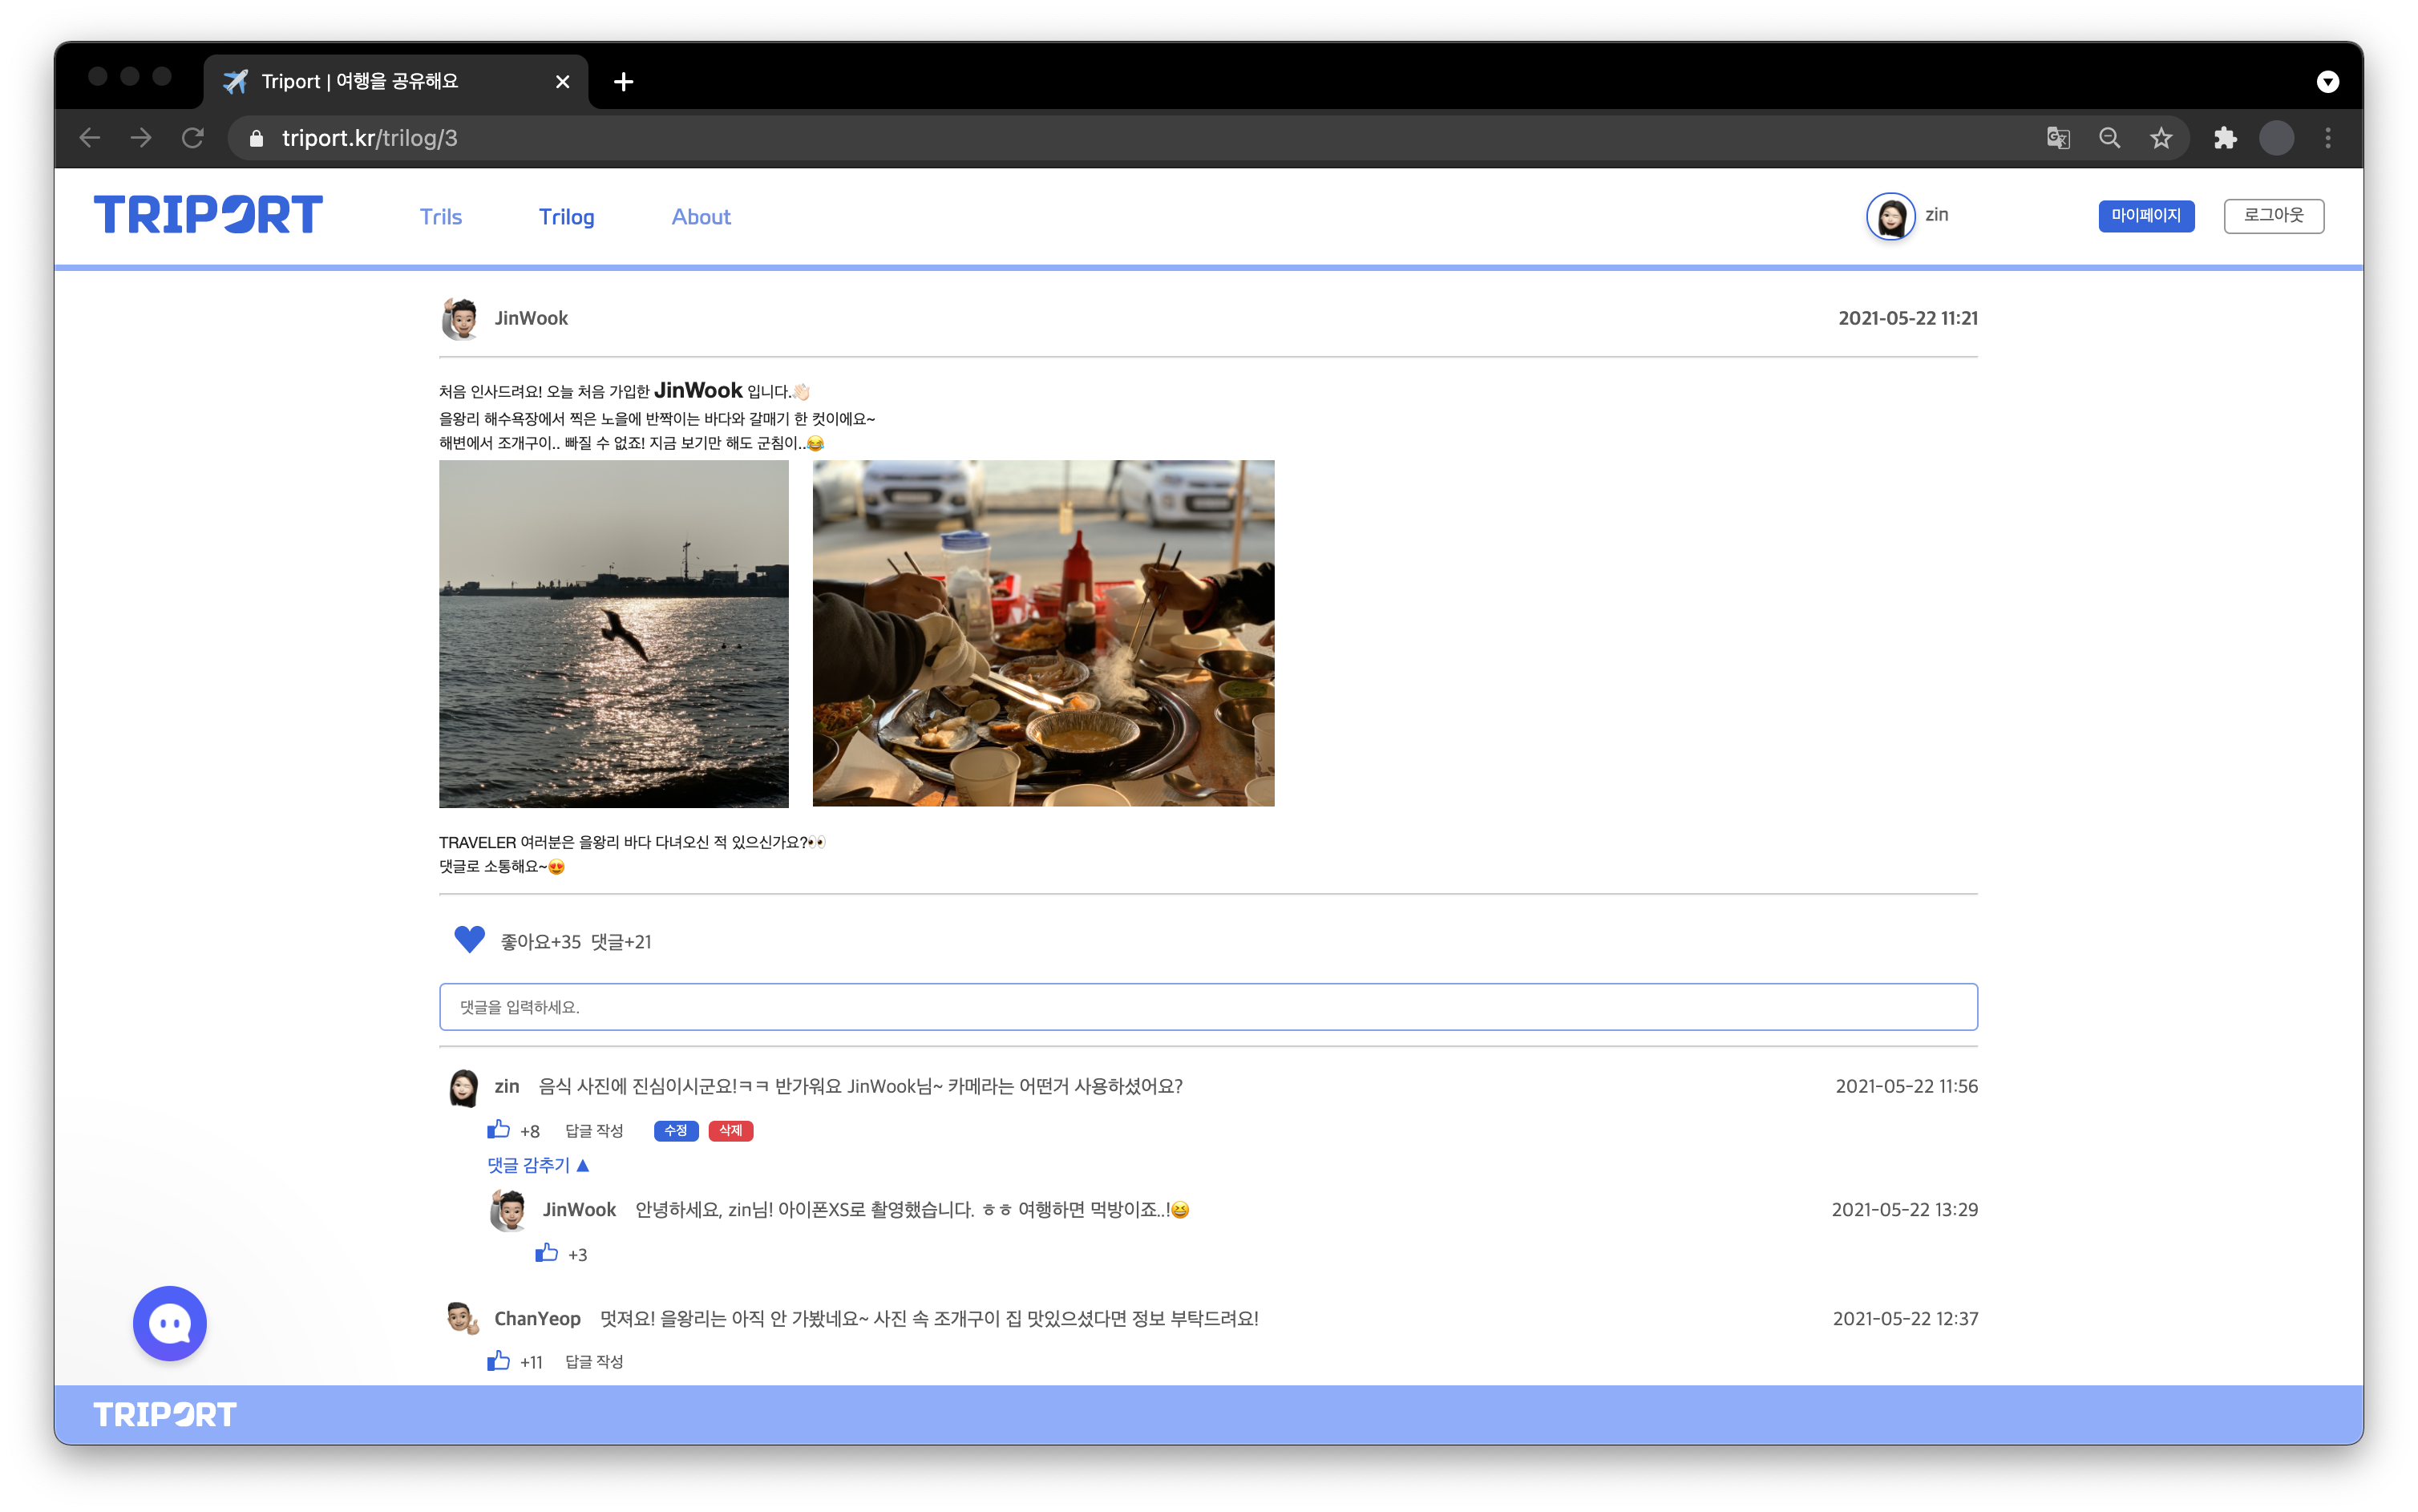 Triport | 여행을 공유해요
triport.kr/trilog/3
TRIPORT
Trils
Trilog
About
zin
마이페이지
로그아웃
JinWook
2021-05-22 11:21
처음 인사드려요! 오늘 처음 가입한 JinWook 입니다.👋🏻
을왕리 해수욕장에서 찍은 노을에 반짝이는 바다와 갈매기 한 컷이에요~
해변에서 조개구이.. 빠질 수 없죠! 지금 보기만 해도 군침이..😂
TRAVELER 여러분은 을왕리 바다 다녀오신 적 있으신가요?👀
댓글로 소통해요~😍
좋아요+35 댓글+21
댓글을 입력하세요.
zin 음식 사진에 진심이시군요!ㅋㅋ 반가워요 JinWook님~ 카메라는 어떤거 사용하셨어요?
2021-05-22 11:56
+8 답글 작성 수정 삭제
댓글 감추기 ▲
JinWook 안녕하세요, zin님! 아이폰XS로 촬영했습니다. ㅎㅎ 여행하면 먹방이죠..!😆
2021-05-22 13:29
+3
ChanYeop 멋져요! 을왕리는 아직 안 가봤네요~ 사진 속 조개구이 집 맛있으셨다면 정보 부탁드려요!
2021-05-22 12:37
+11 답글 작성
TRIPORT